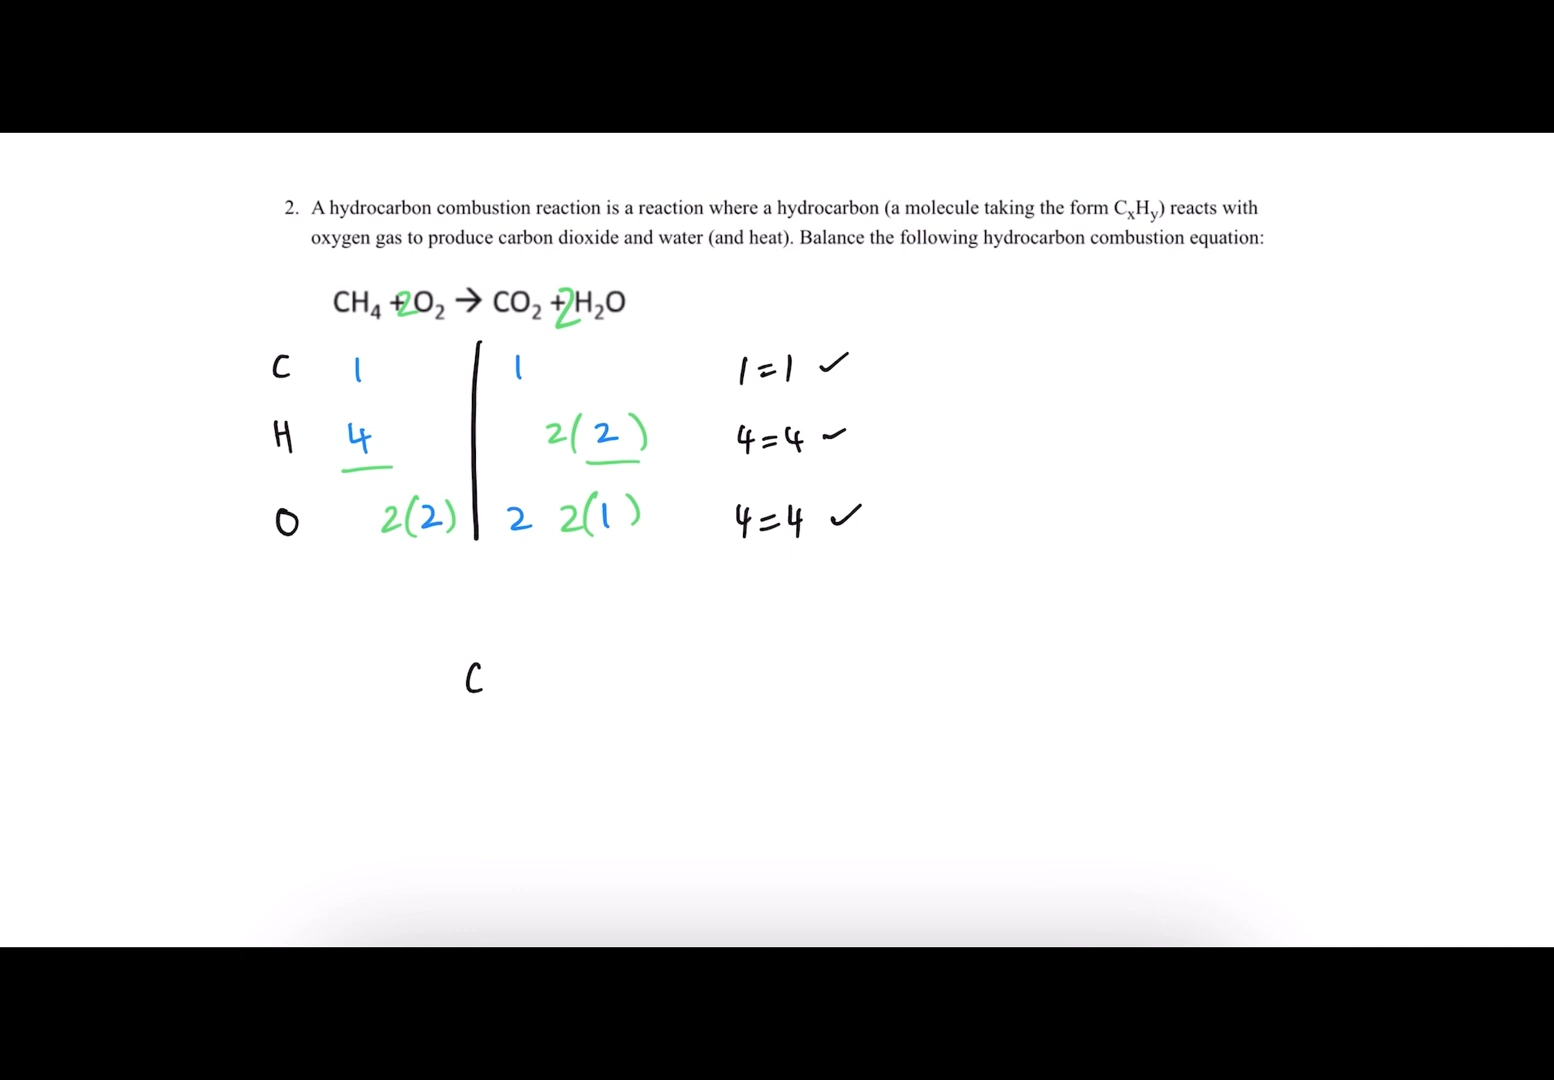 2. A hydrocarbon combustion reaction is a reaction where a hydrocarbon (a molecule taking the form CₓHᵧ) reacts with
oxygen gas to produce carbon dioxide and water (and heat). Balance the following hydrocarbon combustion equation:
CH₄ + 2O₂ → CO₂ + 2H₂O
C 1 | 1 1 = 1 ✓
H 4 | 2(2) 4 = 4 ✓
O 2(2) | 2 2(1) 4 = 4 ✓
C